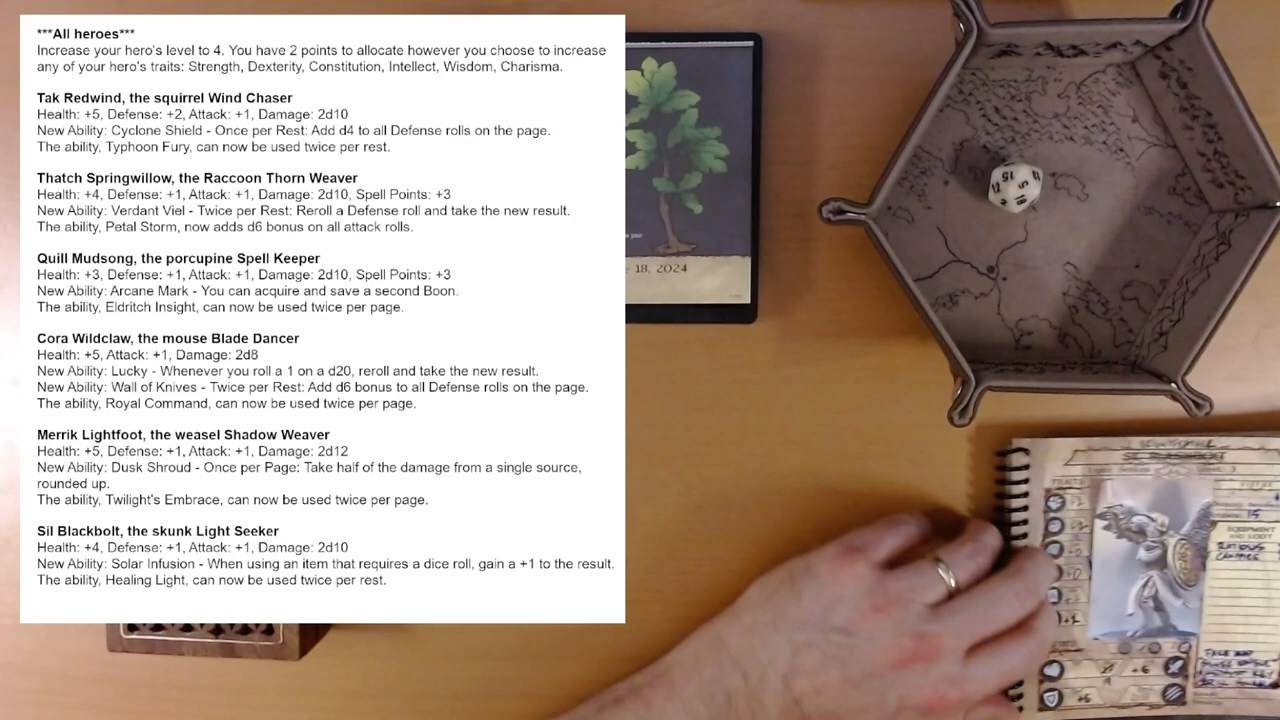 ***All heroes***
Increase your hero's level to 4. You have 2 points to allocate however you choose to increase
any of your hero's traits: Strength, Dexterity, Constitution, Intellect, Wisdom, Charisma.
Tak Redwind, the squirrel Wind Chaser
Health: +5, Defense: +2, Attack: +1, Damage: 2d10
New Ability: Cyclone Shield - Once per Rest: Add d4 to all Defense rolls on the page.
The ability, Typhoon Fury, can now be used twice per rest.
Thatch Springwillow, the Raccoon Thorn Weaver
Health: +4, Defense: +1, Attack: +1, Damage: 2d10, Spell Points: +3
New Ability: Verdant Viel - Twice per Rest: Reroll a Defense roll and take the new result.
The ability, Petal Storm, now adds d6 bonus on all attack rolls.
Quill Mudsong, the porcupine Spell Keeper
Health: +3, Defense: +1, Attack: +1, Damage: 2d10, Spell Points: +3
New Ability: Arcane Mark - You can acquire and save a second Boon.
The ability, Eldritch Insight, can now be used twice per page.
Cora Wildclaw, the mouse Blade Dancer
Health: +5, Attack: +1, Damage: 2d8
New Ability: Lucky - Whenever you roll a 1 on a d20, reroll and take the new result.
New Ability: Wall of Knives - Twice per Rest: Add d6 bonus to all Defense rolls on the page.
The ability, Royal Command, can now be used twice per page.
Merrik Lightfoot, the weasel Shadow Weaver
Health: +5, Defense: +1, Attack: +1, Damage: 2d12
New Ability: Dusk Shroud - Once per Page: Take half of the damage from a single source,
rounded up.
The ability, Twilight's Embrace, can now be used twice per page.
Sil Blackbolt, the skunk Light Seeker
Health: +4, Defense: +1, Attack: +1, Damage: 2d10
New Ability: Solar Infusion - When using an item that requires a dice roll, gain a +1 to the result.
The ability, Healing Light, can now be used twice per rest.
18, 2024
12 15 5
TRAITS
15
EQUIPMENT
AND LOOT
+6
+6